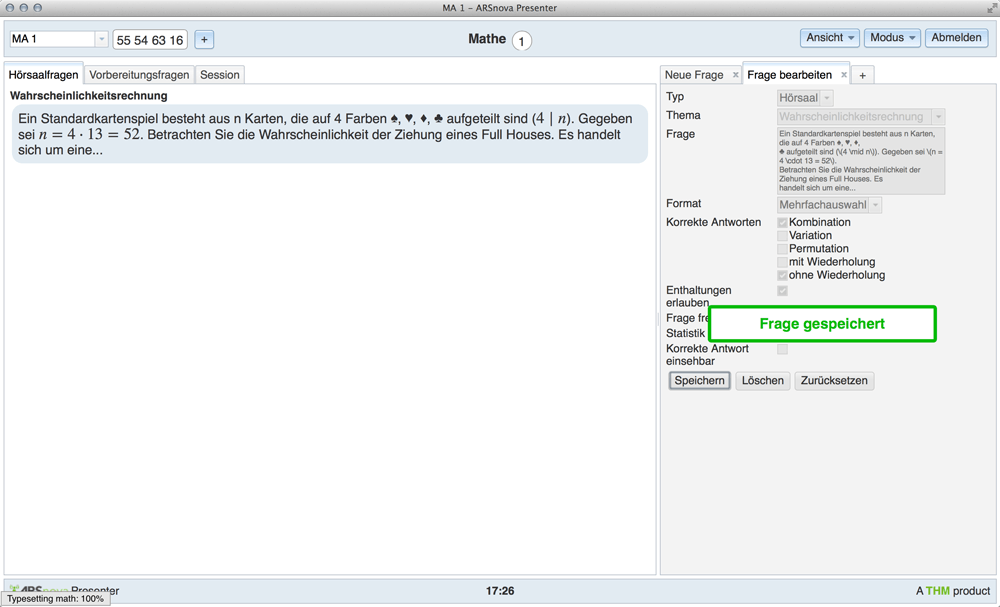 MA 1 – ARSnova Presenter
MA 1
55 54 63 16
+
Mathe 1
Ansicht
Modus
Abmelden
Hörsaalfragen
Vorbereitungsfragen
Session
Wahrscheinlichkeitsrechnung
Ein Standardkartenspiel besteht aus n Karten, die auf 4 Farben ♠, ♥, ♦, ♣ aufgeteilt sind (4 | n). Gegeben
sei n = 4 · 13 = 52. Betrachten Sie die Wahrscheinlichkeit der Ziehung eines Full Houses. Es handelt
sich um eine...
Neue Frage ×
Frage bearbeiten ×
+
Typ
Hörsaal
Thema
Wahrscheinlichkeitsrechnung
Frage
Ein Standardkartenspiel besteht aus n Karten,
die auf 4 Farben ♠, ♥, ♦,
♣ aufgeteilt sind (\(4 \mid n\)). Gegeben sei \(n =
4 \cdot 13 = 52\).
Betrachten Sie die Wahrscheinlichkeit der
Ziehung eines Full Houses. Es
handelt sich um eine...
Format
Mehrfachauswahl
Korrekte Antworten
Kombination
Variation
Permutation
mit Wiederholung
ohne Wiederholung
Enthaltungen
erlauben
Frage fre
Statistik
Frage gespeichert
Korrekte Antwort
einsehbar
Speichern
Löschen
Zurücksetzen
ARSnova Presenter
Typesetting math: 100%
17:26
A THM product